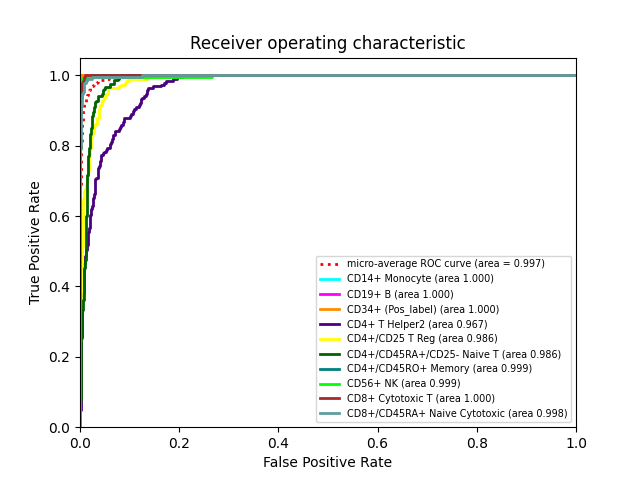 Receiver operating characteristic
1.0
0.8
0.6
0.4
0.2
0.0
True Positive Rate
micro-average ROC curve (area = 0.997)
CD14+ Monocyte (area 1.000)
CD19+ B (area 1.000)
CD34+ (Pos_label) (area 1.000)
CD4+ T Helper2 (area 0.967)
CD4+/CD25 T Reg (area 0.986)
CD4+/CD45RA+/CD25- Naive T (area 0.986)
CD4+/CD45RO+ Memory (area 0.999)
CD56+ NK (area 0.999)
CD8+ Cytotoxic T (area 1.000)
CD8+/CD45RA+ Naive Cytotoxic (area 0.998)
0.0 0.2 0.4 0.6 0.8 1.0
False Positive Rate